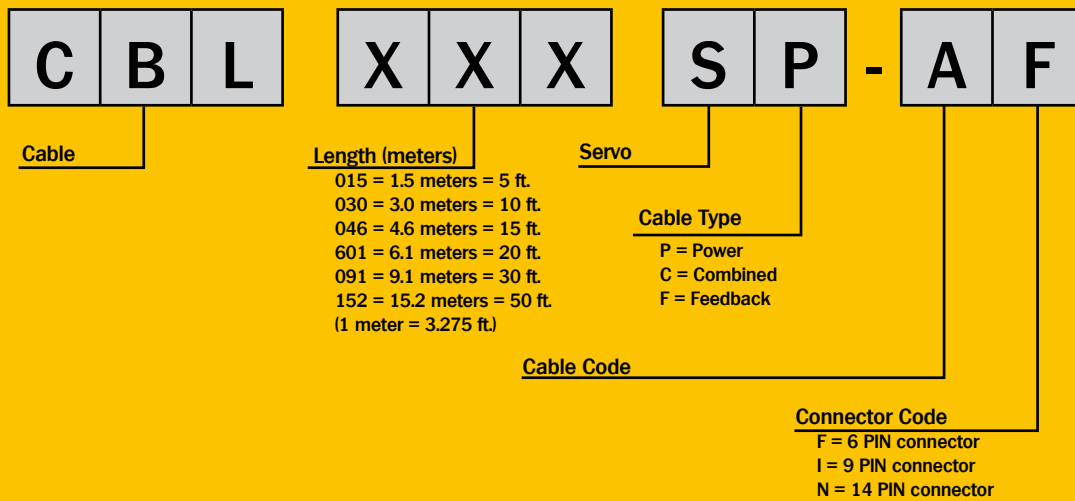 C B L X X X S P - A F
Cable
Length (meters)
015 = 1.5 meters = 5 ft.
030 = 3.0 meters = 10 ft.
046 = 4.6 meters = 15 ft.
601 = 6.1 meters = 20 ft.
091 = 9.1 meters = 30 ft.
152 = 15.2 meters = 50 ft.
(1 meter = 3.275 ft.)
Servo
Cable Type
P = Power
C = Combined
F = Feedback
Cable Code
Connector Code
F = 6 PIN connector
I = 9 PIN connector
N = 14 PIN connector